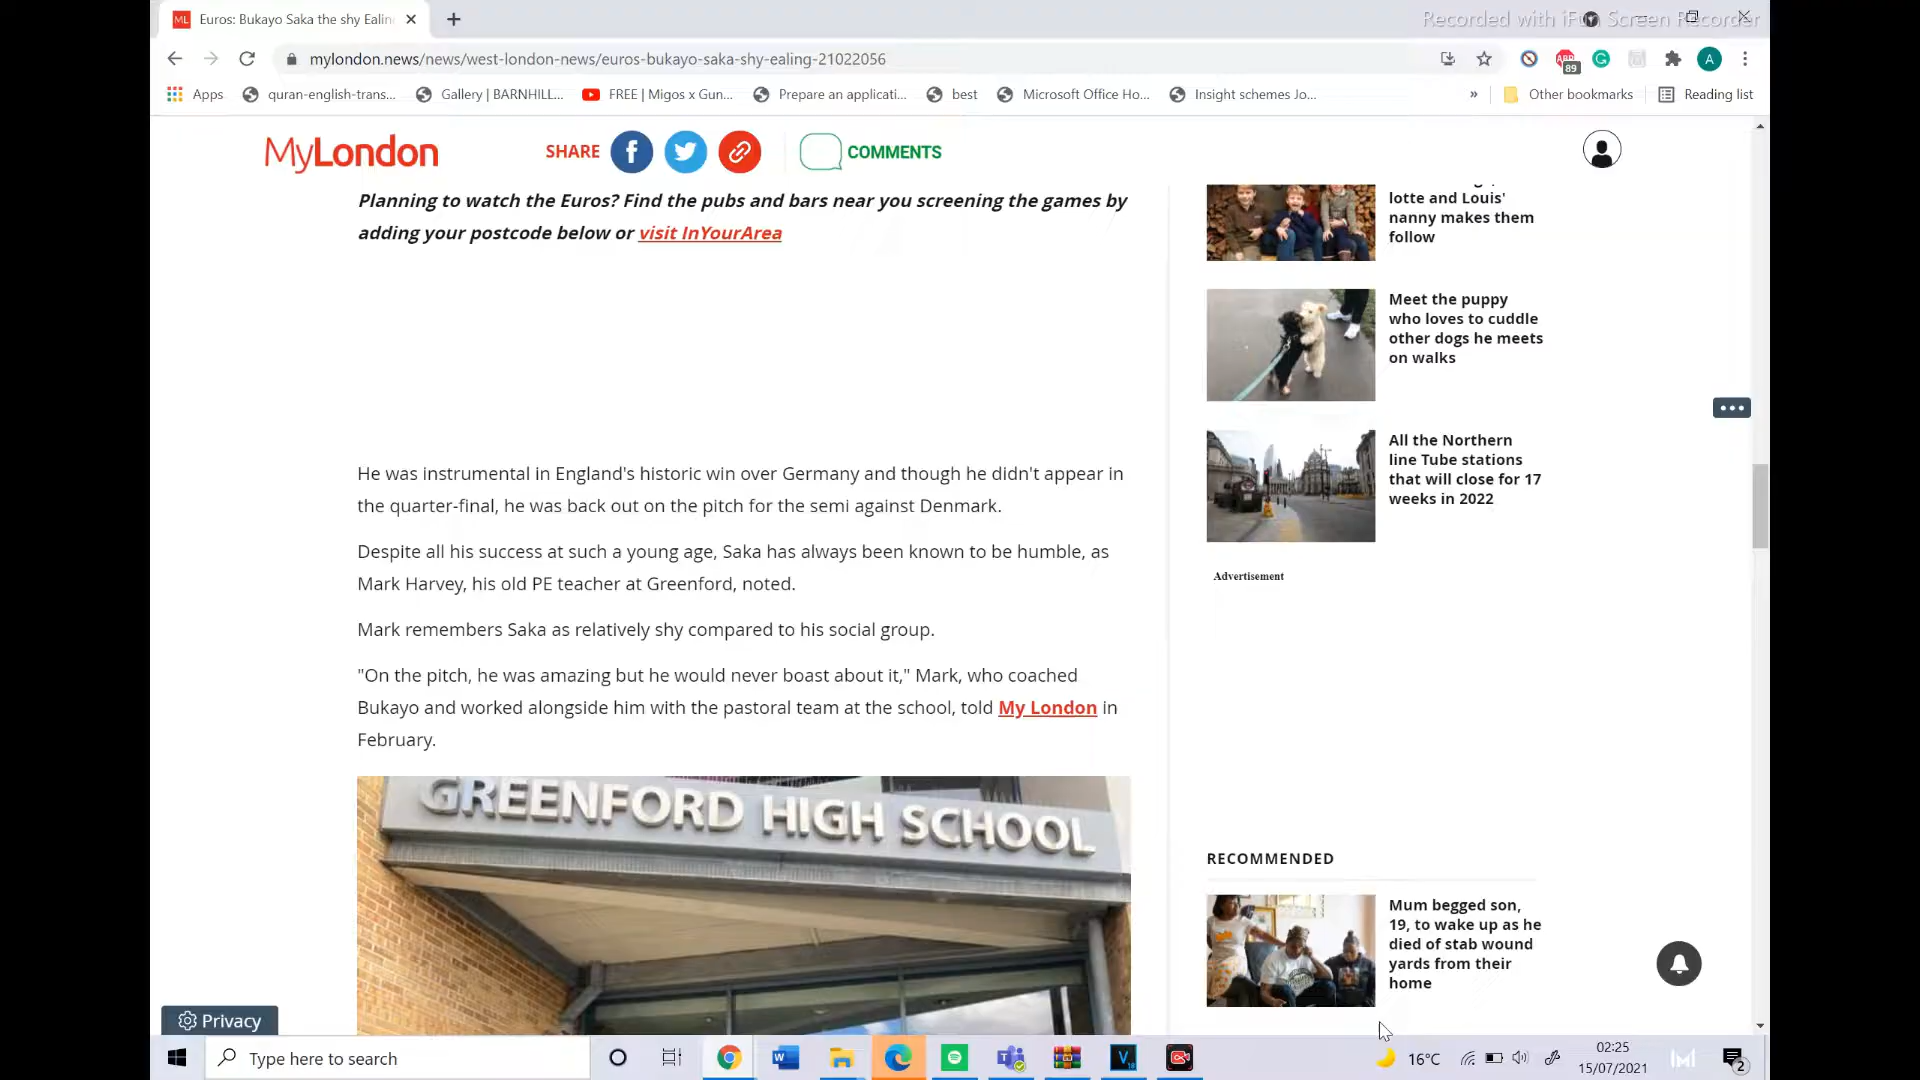 Recorded with iFun Screen Recorder
ML Euros: Bukayo Saka the shy Ealin
mylondon.news/news/west-london-news/euros-bukayo-saka-shy-ealing-21022056
89
A
Apps quran-english-trans... Gallery | BARNHILL... FREE | Migos x Gun... Prepare an applicati... best Microsoft Office Ho... Insight schemes Jo... » Other bookmarks Reading list
MyLondon SHARE COMMENTS
Planning to watch the Euros? Find the pubs and bars near you screening the games by
adding your postcode below or visit InYourArea
He was instrumental in England's historic win over Germany and though he didn't appear in
the quarter-final, he was back out on the pitch for the semi against Denmark.
Despite all his success at such a young age, Saka has always been known to be humble, as
Mark Harvey, his old PE teacher at Greenford, noted.
Mark remembers Saka as relatively shy compared to his social group.
"On the pitch, he was amazing but he would never boast about it," Mark, who coached
Bukayo and worked alongside him with the pastoral team at the school, told My London in
February.
GREENFORD HIGH SCHOOL
lotte and Louis'
nanny makes them
follow
Meet the puppy
who loves to cuddle
other dogs he meets
on walks
All the Northern
line Tube stations
that will close for 17
weeks in 2022
Advertisement
RECOMMENDED
Mum begged son,
19, to wake up as he
died of stab wound
yards from their
home
Privacy
Type here to search
16°C
02:25
15/07/2021
2